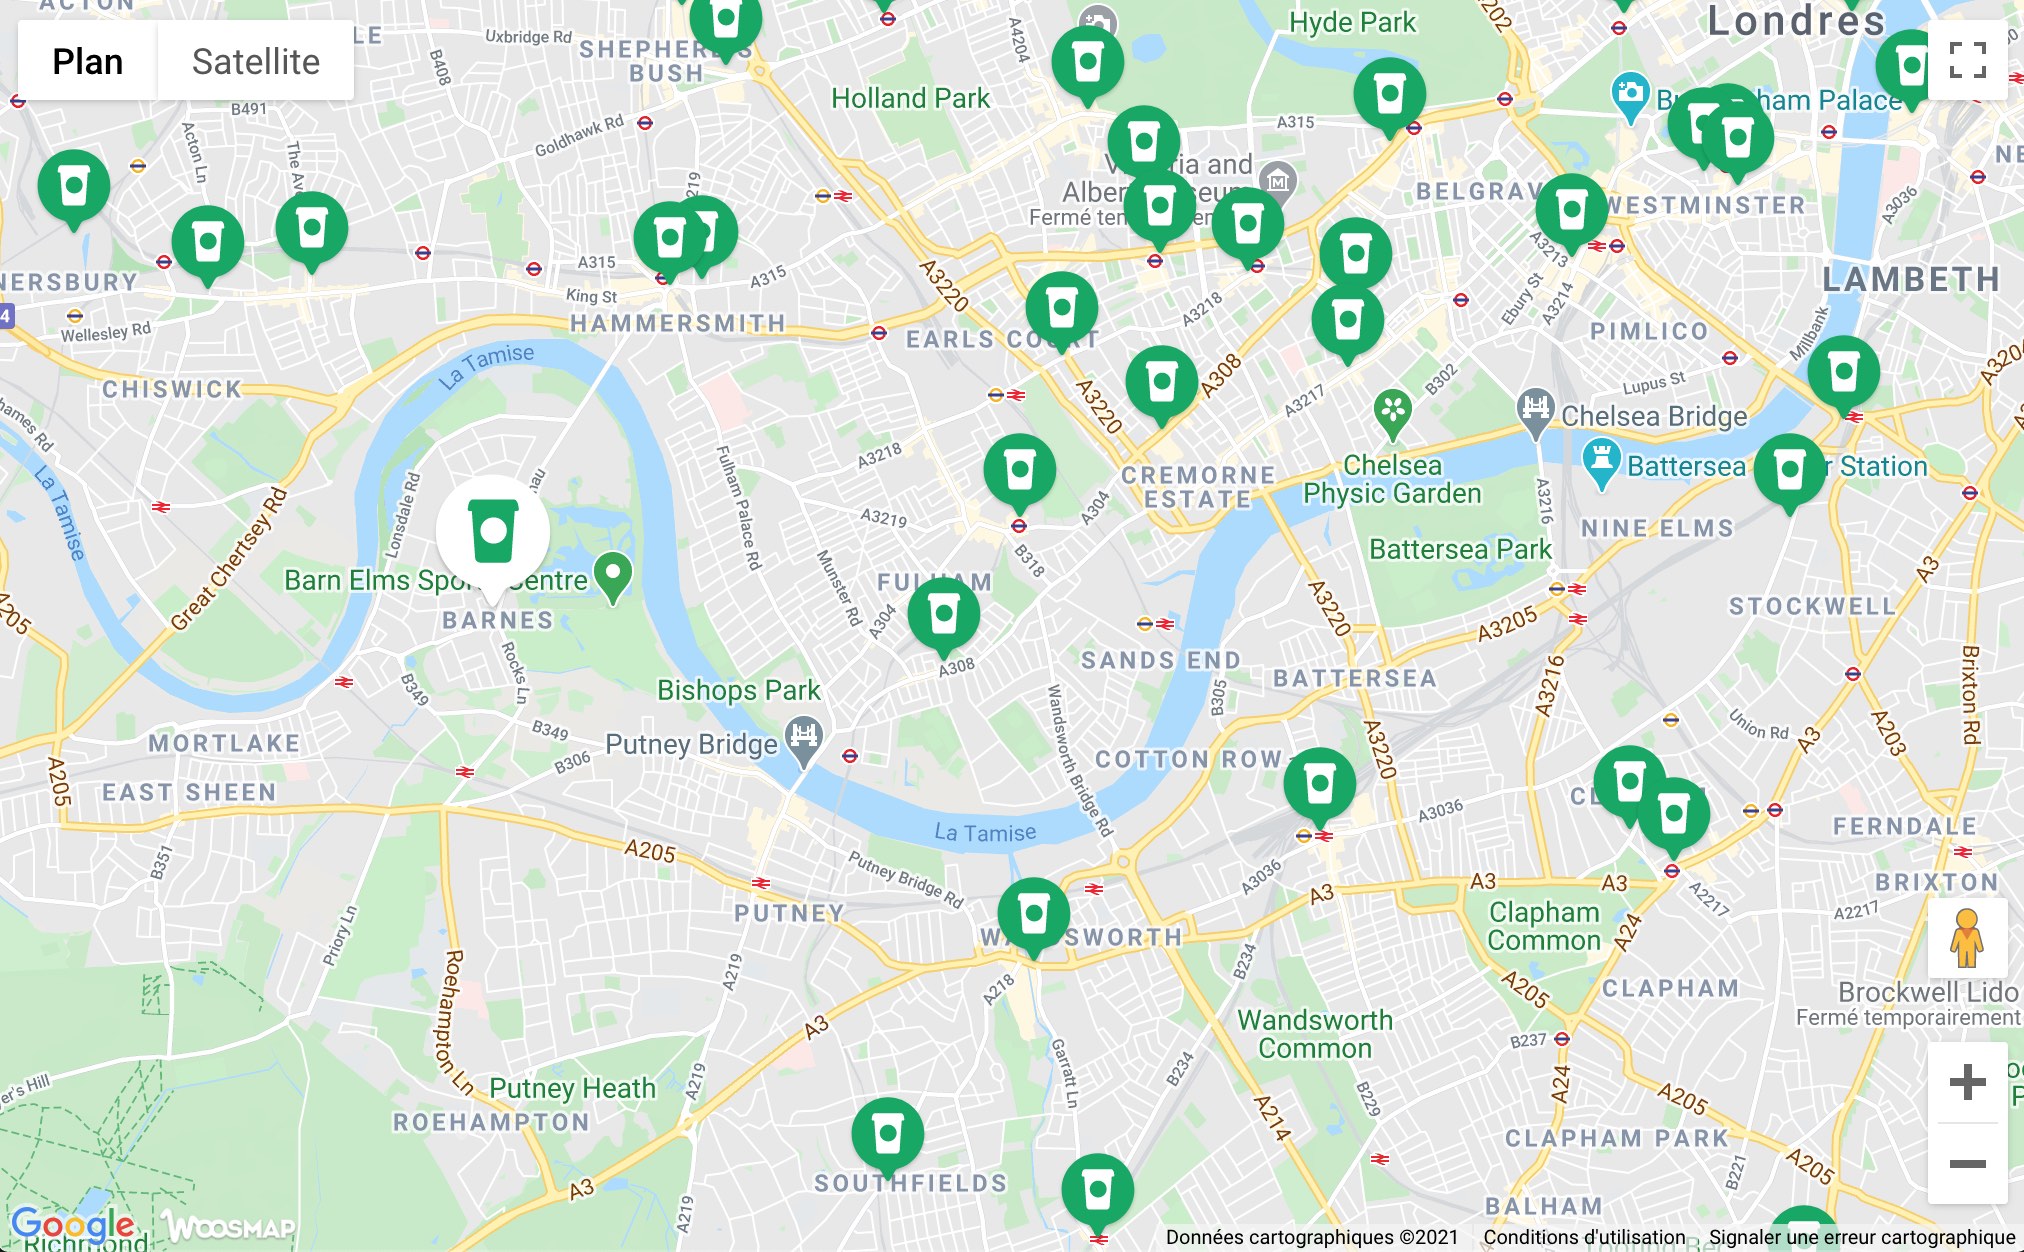 ACTON
Plan
Satellite
LE
Uxbridge Rd
SHEPHERD'S
BUSH
B408
B491
Acton Ln
Goldhawk Rd
Holland Park
A4204
Hyde Park
A202
Londres
A315
Buckingham Palace
Victoria and
Albert Museum
BELGRAV
WESTMINSTER
A3036
NE
A219
A315
A315
King St
HAMMERSMITH
NERSBURY
4
Wellesley Rd
CHISWICK
La Tamise
A3220
EARLS COURT
A3218
A308
A3220
A3217
B302
A3213
Ebury St
A3214
PIMLICO
Millbank
LAMBETH
Lupus St
A3204
Chelsea Bridge
Battersea
r Station
Chelsea
Physic Garden
CREMORNE
ESTATE
A3218
A3219
A304
B318
Fulham Palace Rd
Munster Rd
A304
FULHAM
A308
Lonsdale Rd
La Tamise
Great Chertsey Rd
Barn Elms Sports Centre
BARNES
Rocks Ln
B349
B349
B306
A205
A205
MORTLAKE
EAST SHEEN
B351
Bishops Park
Putney Bridge
SANDS END
Wandsworth Bridge Rd
B305
BATTERSEA
COTTON ROW
Battersea Park
NINE ELMS
A3216
A3205
A3220
A3216
A3220
STOCKWELL
A3
Brixton Rd
Union Rd
A3
A203
A3036
FERNDALE
BRIXTON
A2217
A2217
A3
A3
A3
A3036
A24
Clapham
Common
CLAPHAM
A205
B234
WANDSWORTH
A218
La Tamise
Putney Bridge Rd
A205
PUTNEY
Priory Ln
Roehampton Ln
A219
A3
Wandsworth
Common
Garratt Ln
B234
B229
A214
B237
A24
A205
Brockwell Lido
Fermé temporairement
CLAPHAM PARK
A205
B221
BALHAM
Putney Heath
ROEHAMPTON
A219
A3
A219
SOUTHFIELDS
Google
WOOSMAP
Richmond
Données cartographiques ©2021
Conditions d'utilisation
Signaler une erreur cartographique